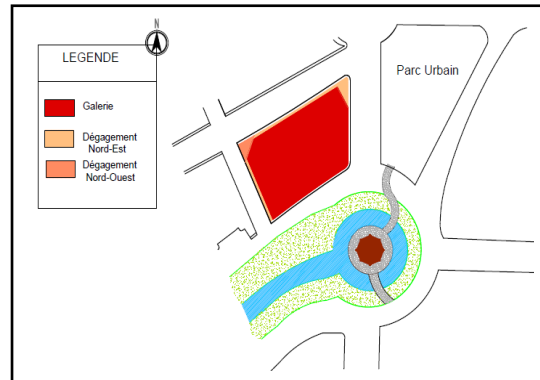 N
LEGENDE
Parc Urbain
Galerie
Dégagement
Nord-Est
Dégagement
Nord-Ouest